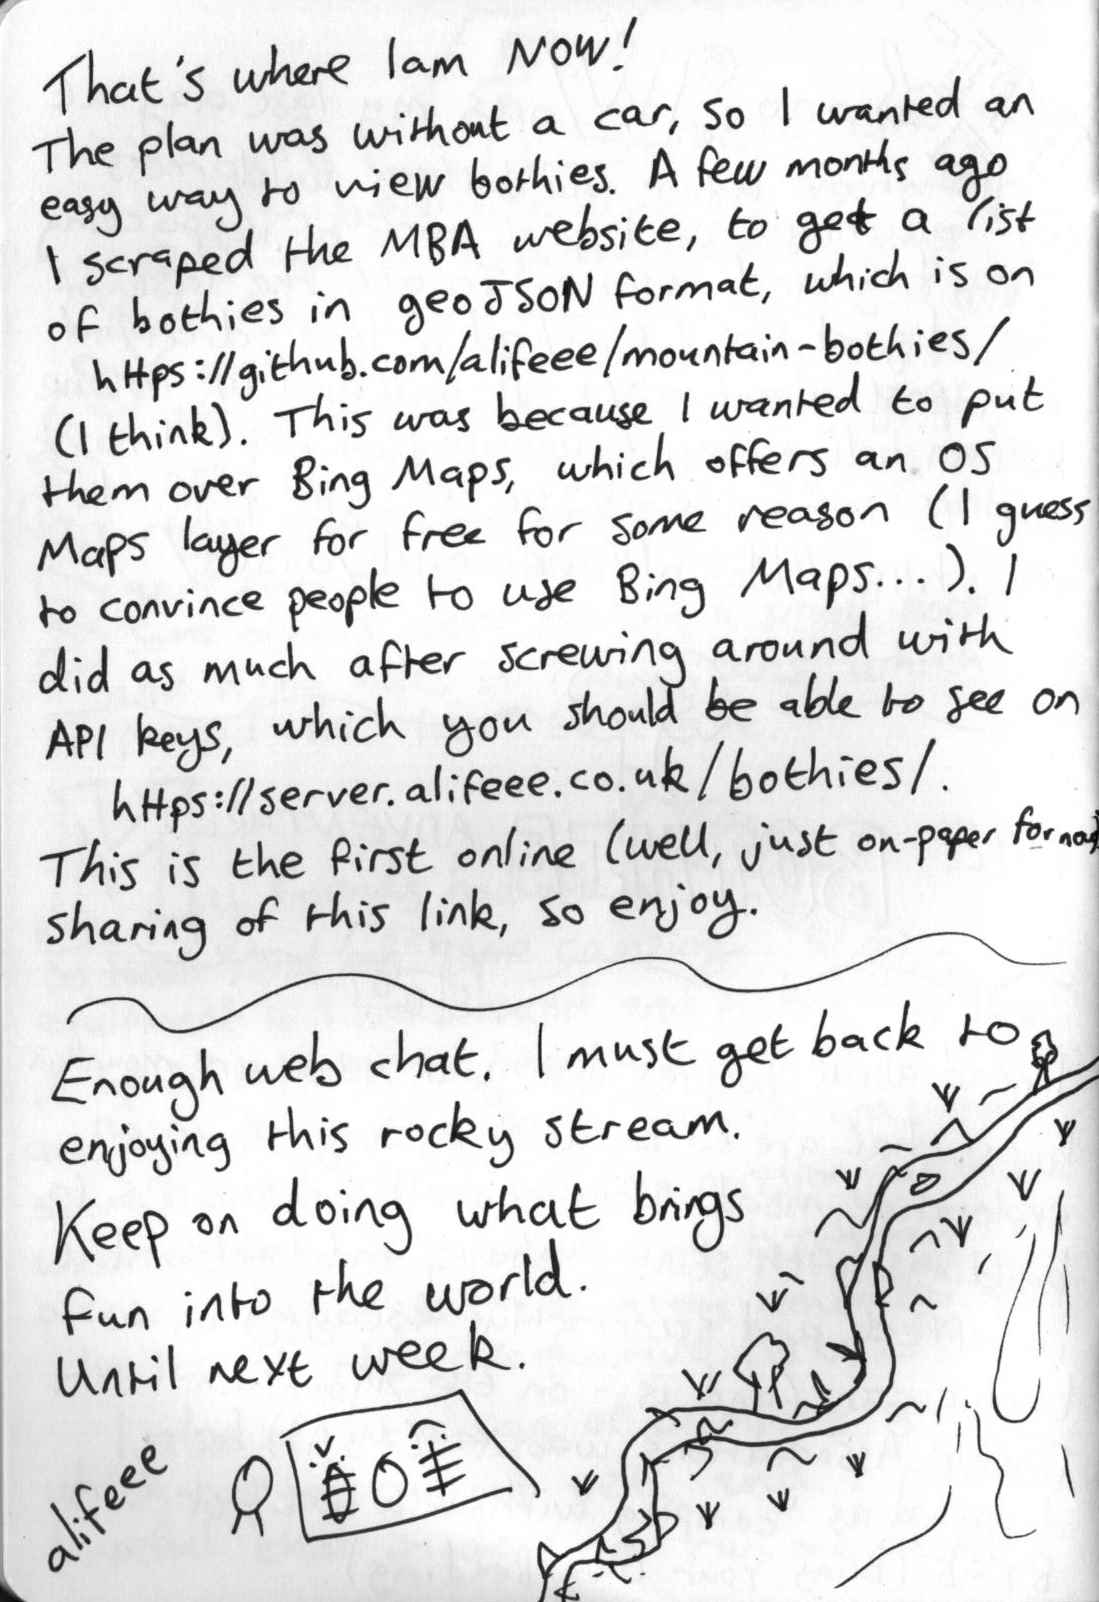 That's where I am NOW!
The plan was without a car, so I wanted an
easy way to view bothies. A few months ago
I scraped the MBA website, to get a list
of bothies in geoJSON format, which is on
https://github.com/alifeee/mountain-bothies/
(I think). This was because I wanted to put
them over Bing Maps, which offers an OS
Maps layer for free for some reason (I guess
to convince people to use Bing Maps...). I
did as much after screwing around with
API keys, which you should be able to see on
https://server.alifeee.co.uk/bothies/.
This is the first online (well, just on-paper for now)
sharing of this link, so enjoy.
Enough web chat. I must get back to
enjoying this rocky stream.
Keep on doing what brings
fun into the world.
Until next week.
alifeee